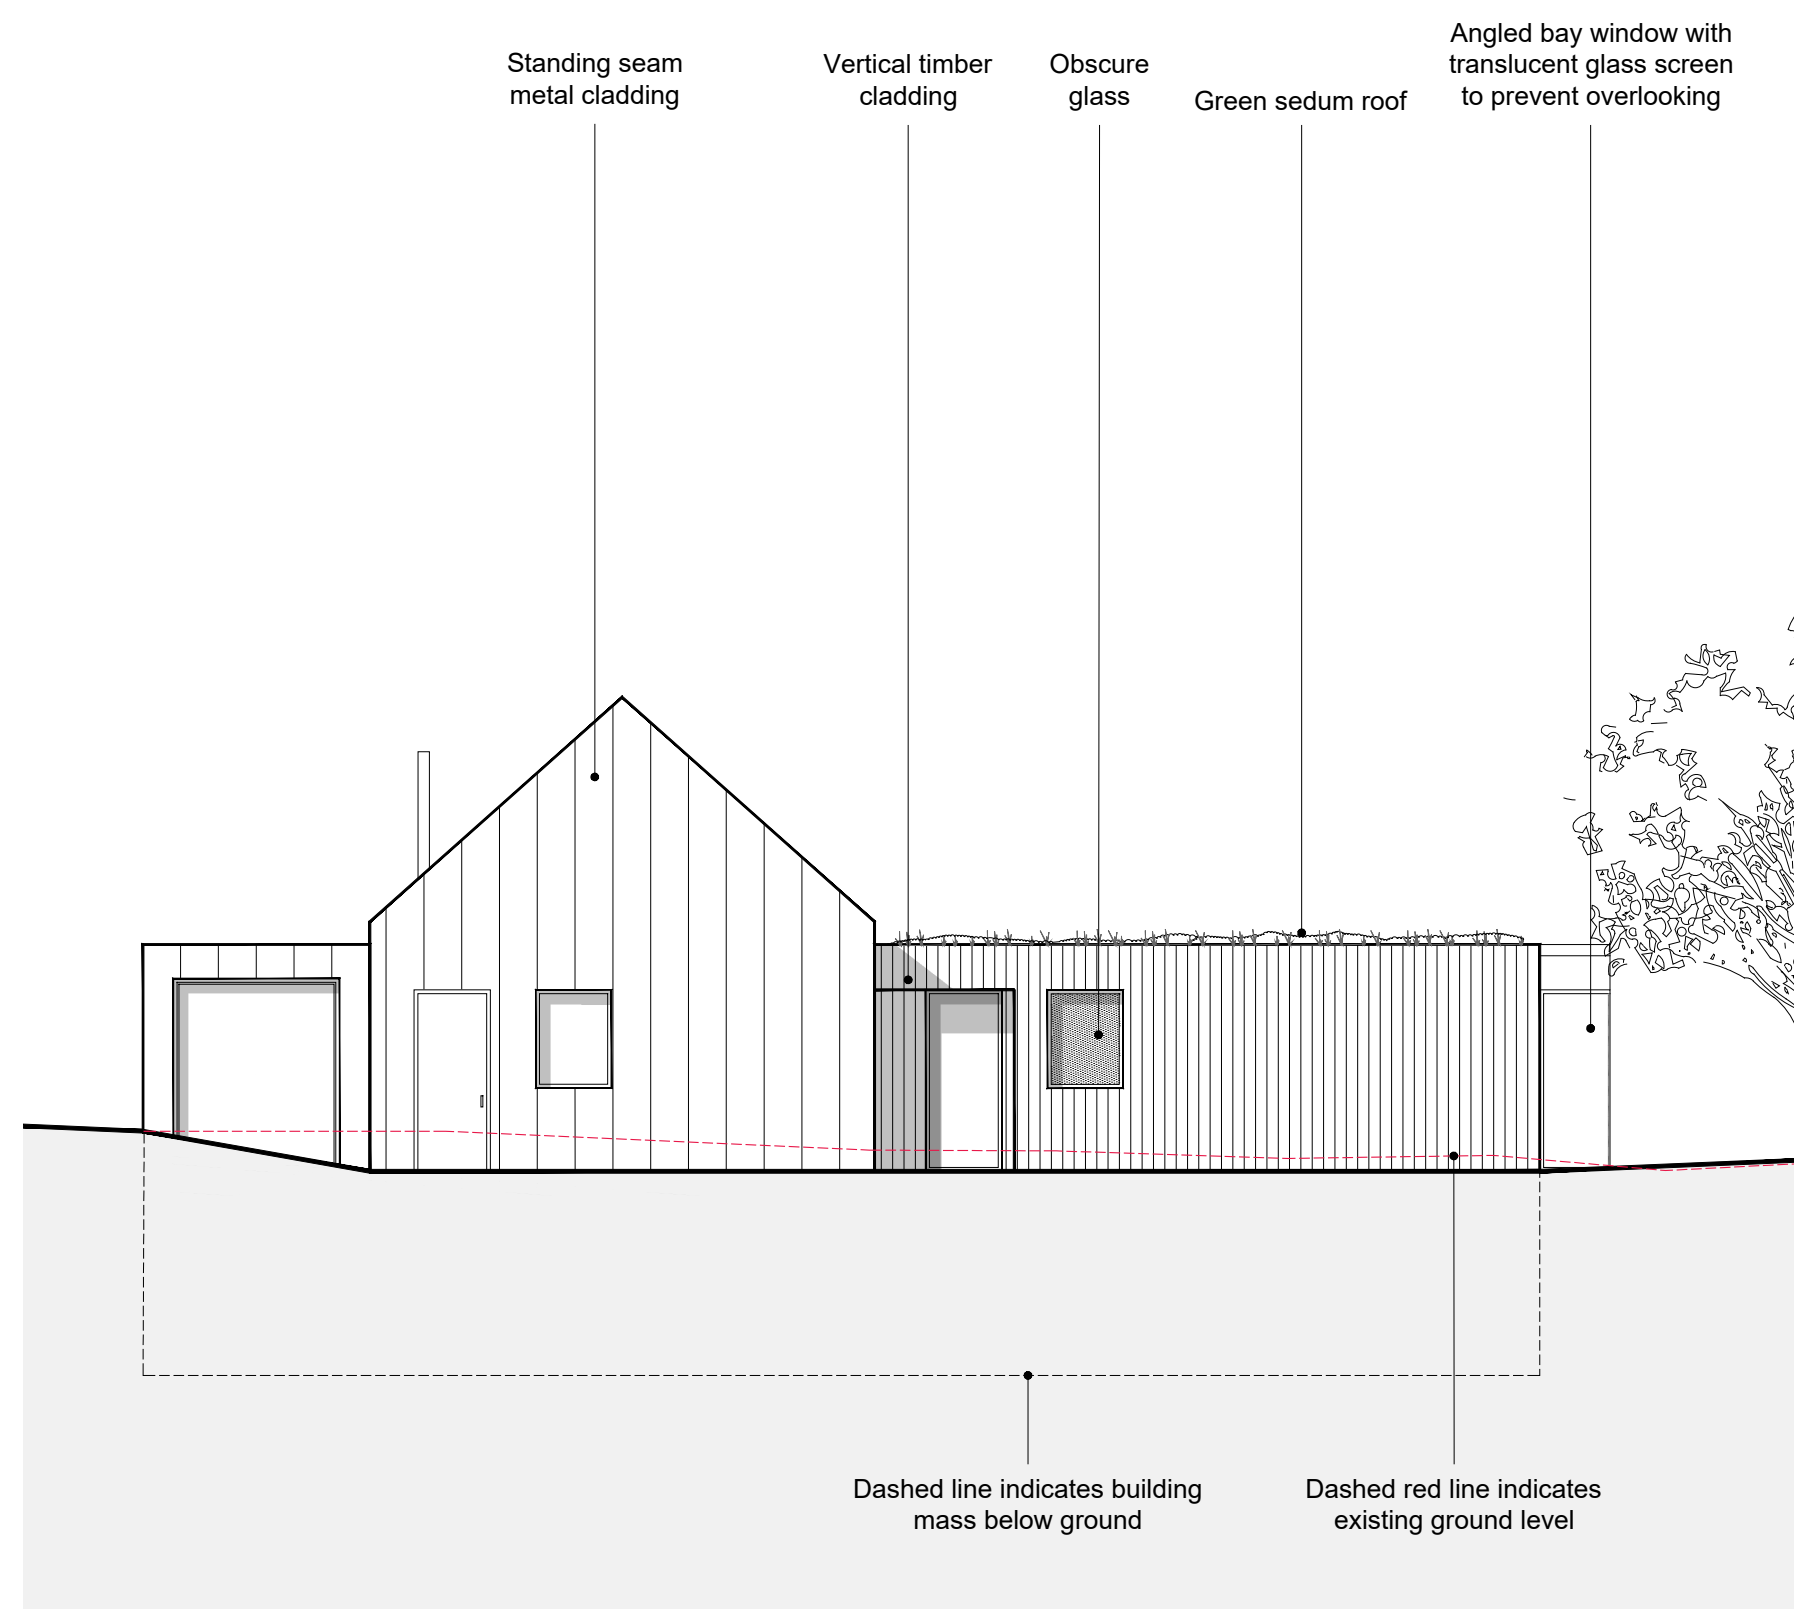 Standing seam
metal cladding
Vertical timber
cladding
Obscure
glass
Green sedum roof
Angled bay window with
translucent glass screen
to prevent overlooking
Dashed line indicates building
mass below ground
Dashed red line indicates
existing ground level